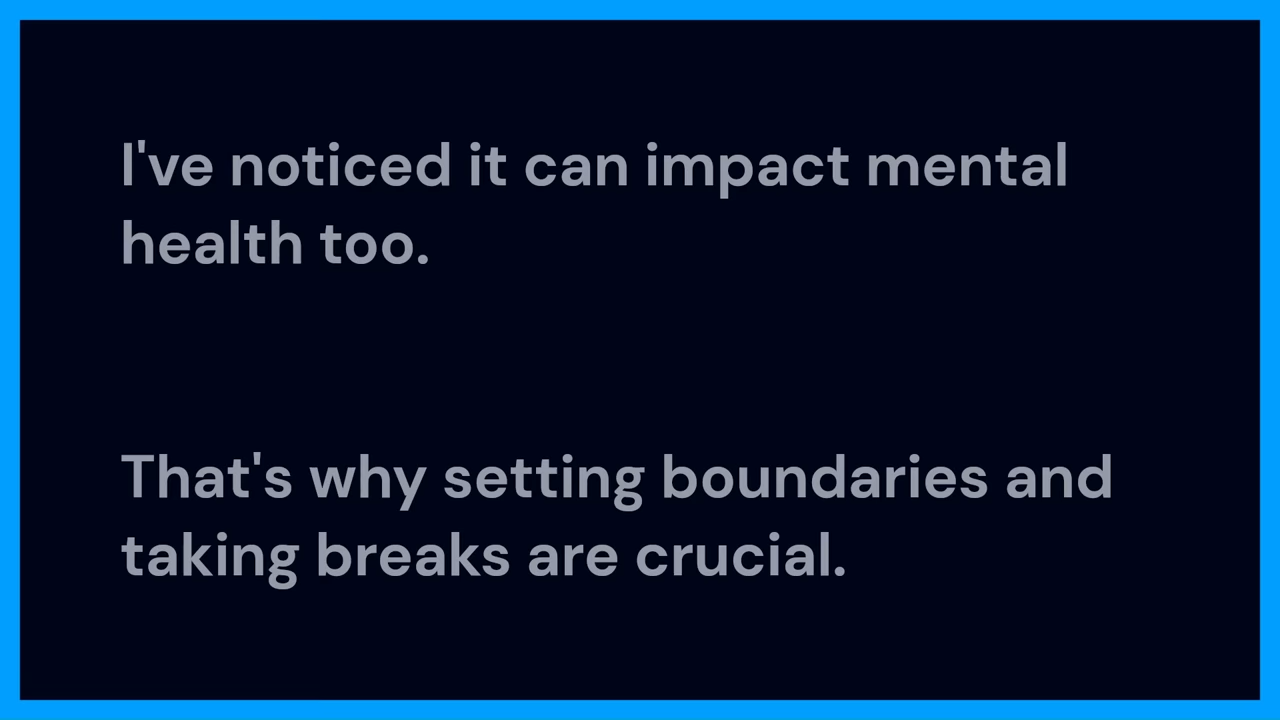 I've noticed it can impact mental
health too.
That's why setting boundaries and
taking breaks are crucial.